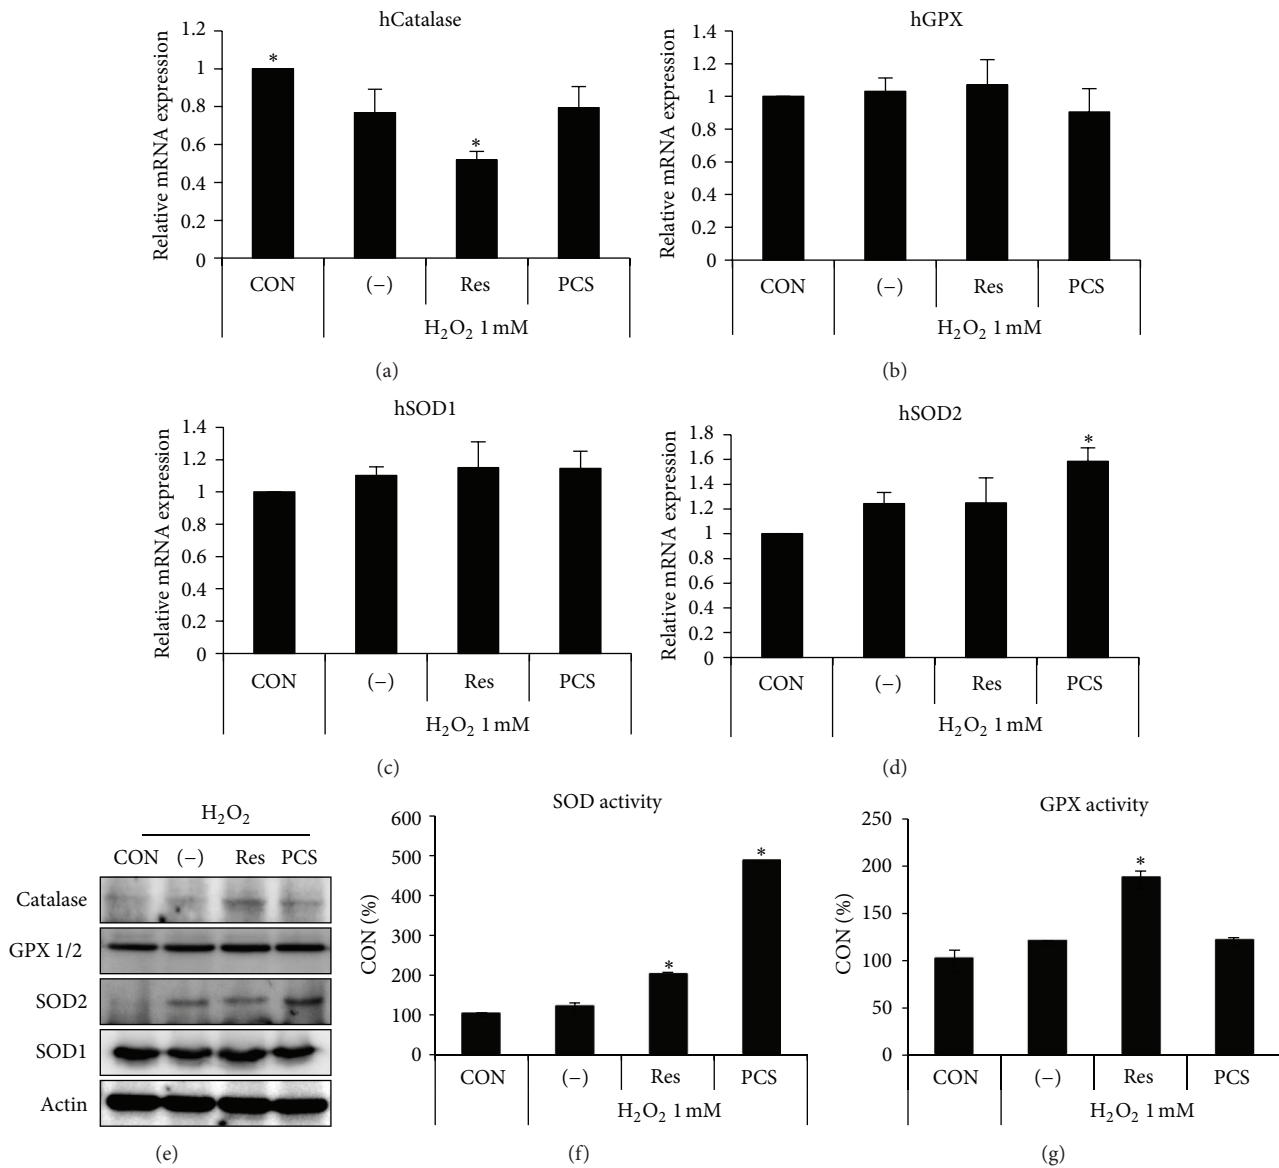 hCatalase
Relative mRNA expression
1.2
1
0.8
0.6
0.4
0.2
0
*
*
CON (−) Res PCS
H₂O₂ 1 mM
(a)
hGPX
Relative mRNA expression
1.4
1.2
1
0.8
0.6
0.4
0.2
0
CON (−) Res PCS
H₂O₂ 1 mM
(b)
hSOD1
Relative mRNA expression
1.4
1.2
1
0.8
0.6
0.4
0.2
0
CON (−) Res PCS
H₂O₂ 1 mM
(c)
hSOD2
Relative mRNA expression
1.8
1.6
1.4
1.2
1
0.8
0.6
0.4
0.2
0
*
CON (−) Res PCS
H₂O₂ 1 mM
(d)
H₂O₂
CON (−) Res PCS
Catalase
GPX 1/2
SOD2
SOD1
Actin
(e)
SOD activity
CON (%)
600
500
400
300
200
100
0
*
*
CON (−) Res PCS
H₂O₂ 1 mM
(f)
GPX activity
CON (%)
250
200
150
100
50
0
*
CON (−) Res PCS
H₂O₂ 1 mM
(g)